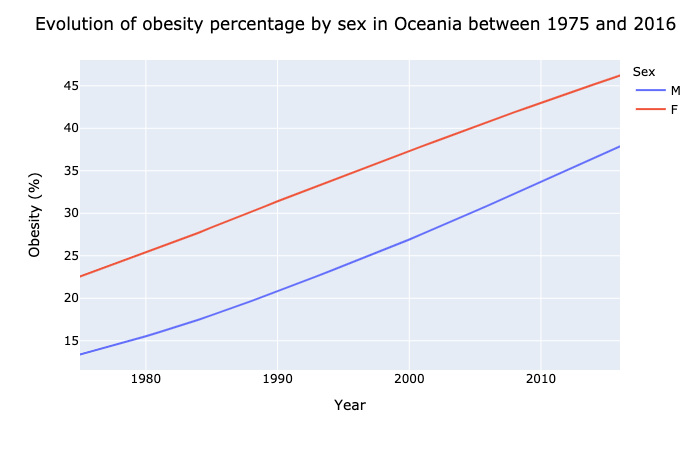 Evolution of obesity percentage by sex in Oceania between 1975 and 2016
Sex
M
F
45
40
35
30
25
20
15
Obesity (%)
1980
1990
2000
2010
Year